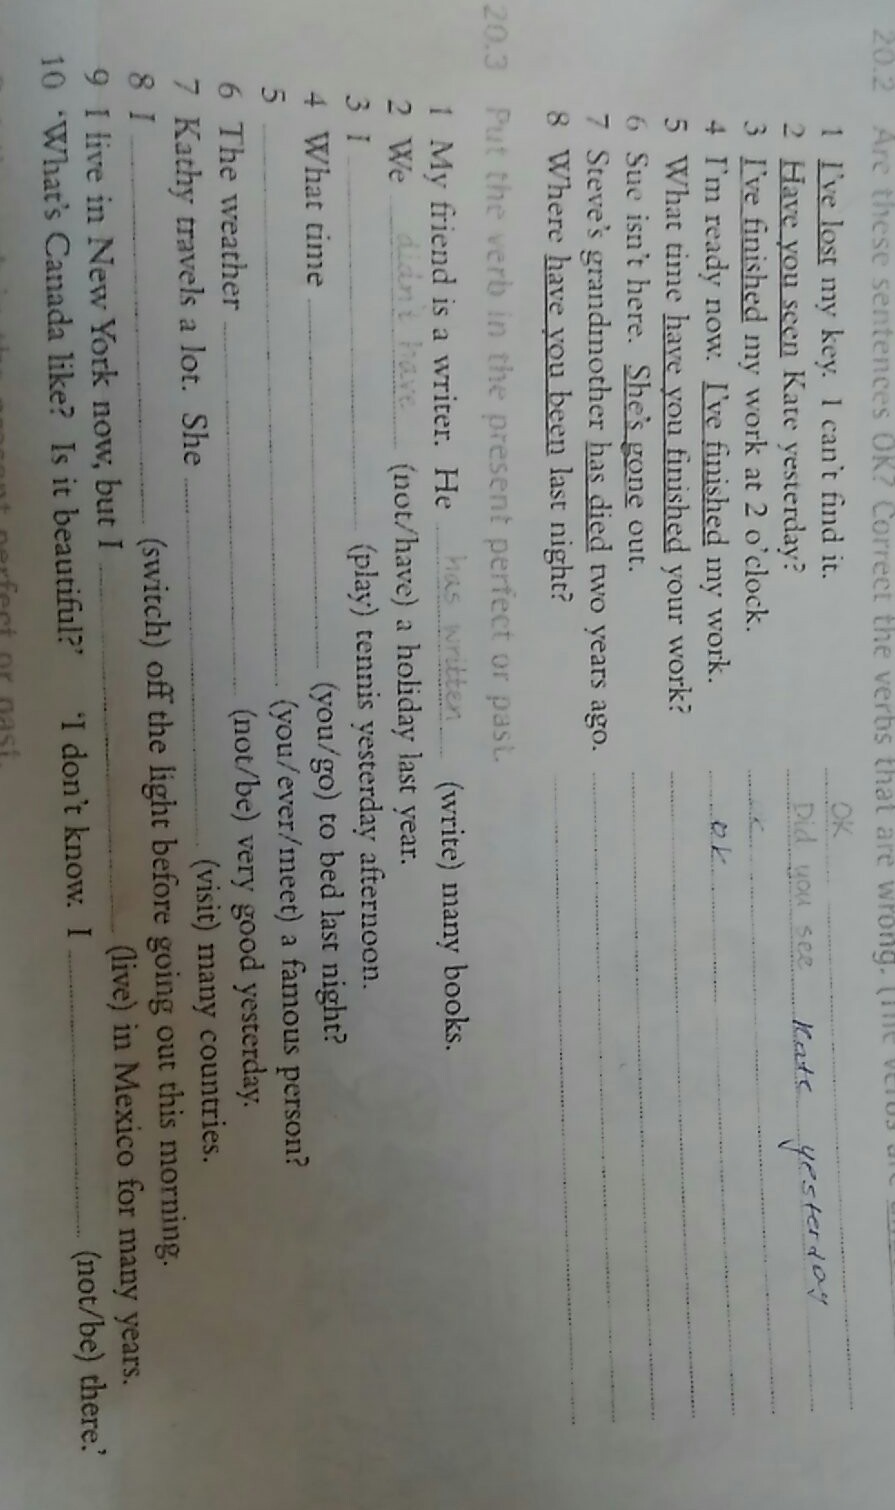 20.2 Are these sentences OK? Correct the verbs that are wrong. (The verbs are
1 I've lost my key. I can't find it. OK
2 Have you seen Kate yesterday? Did you see Kate yesterday
3 I've finished my work at 2 o'clock.
4 I'm ready now. I've finished my work. ok
5 What time have you finished your work?
6 Sue isn't here. She's gone out.
7 Steve's grandmother has died two years ago.
8 Where have you been last night?
20.3 Put the verb in the present perfect or past.
1 My friend is a writer. He has written (write) many books.
2 We didn't have (not/have) a holiday last year.
3 I (play) tennis yesterday afternoon.
4 What time (you/go) to bed last night?
5 (you/ever/meet) a famous person?
6 The weather (not/be) very good yesterday.
7 Kathy travels a lot. She (visit) many countries.
8 I (switch) off the light before going out this morning.
9 I live in New York now, but I (live) in Mexico for many years.
10 'What's Canada like? Is it beautiful?' 'I don't know. I (not/be) there.'
present perfect or past.